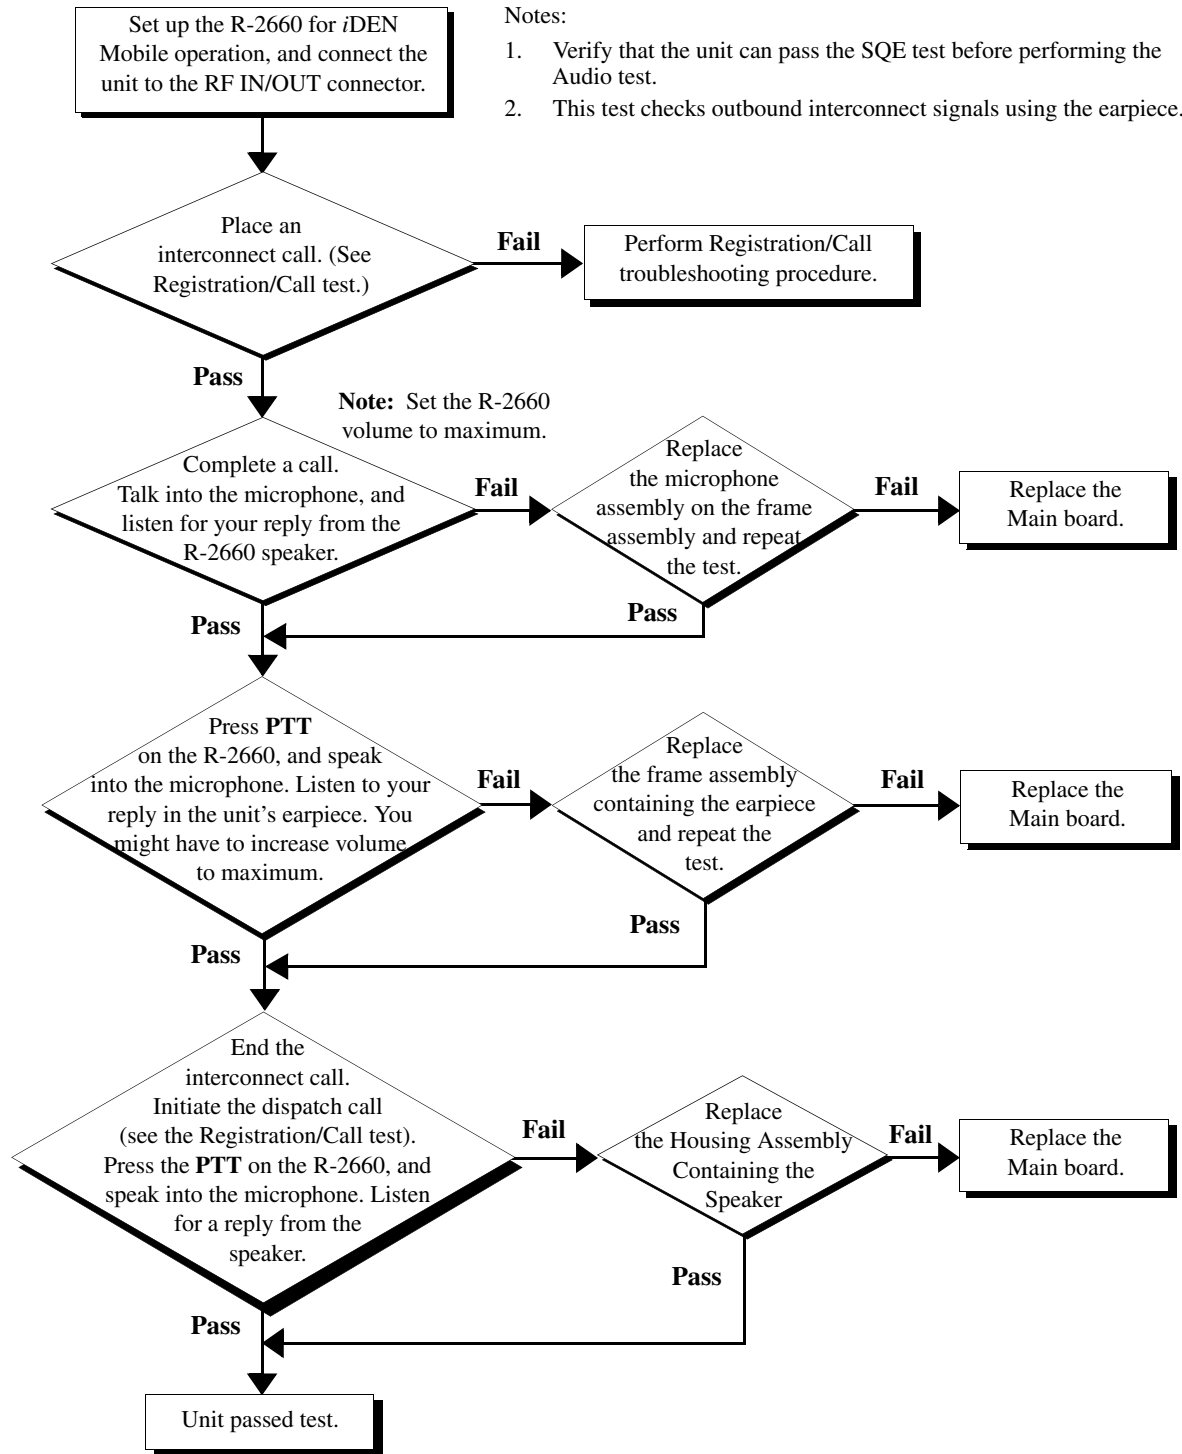 Set up the R-2660 for iDEN
Mobile operation, and connect the
unit to the RF IN/OUT connector.
Notes:
1. Verify that the unit can pass the SQE test before performing the
Audio test.
2. This test checks outbound interconnect signals using the earpiece.
Place an
interconnect call. (See
Registration/Call test.)
Fail
Perform Registration/Call
troubleshooting procedure.
Pass
Note: Set the R-2660
volume to maximum.
Complete a call.
Talk into the microphone, and
listen for your reply from the
R-2660 speaker.
Fail
Replace
the microphone
assembly on the frame
assembly and repeat
the test.
Fail
Replace the
Main board.
Pass
Pass
Press PTT
on the R-2660, and speak
into the microphone. Listen to your
reply in the unit's earpiece. You
might have to increase volume
to maximum.
Fail
Replace
the frame assembly
containing the earpiece
and repeat the
test.
Fail
Replace the
Main board.
Pass
Pass
End the
interconnect call.
Initiate the dispatch call
(see the Registration/Call test).
Press the PTT on the R-2660, and
speak into the microphone. Listen
for a reply from the
speaker.
Fail
Replace
the Housing Assembly
Containing the
Speaker
Fail
Replace the
Main board.
Pass
Pass
Unit passed test.